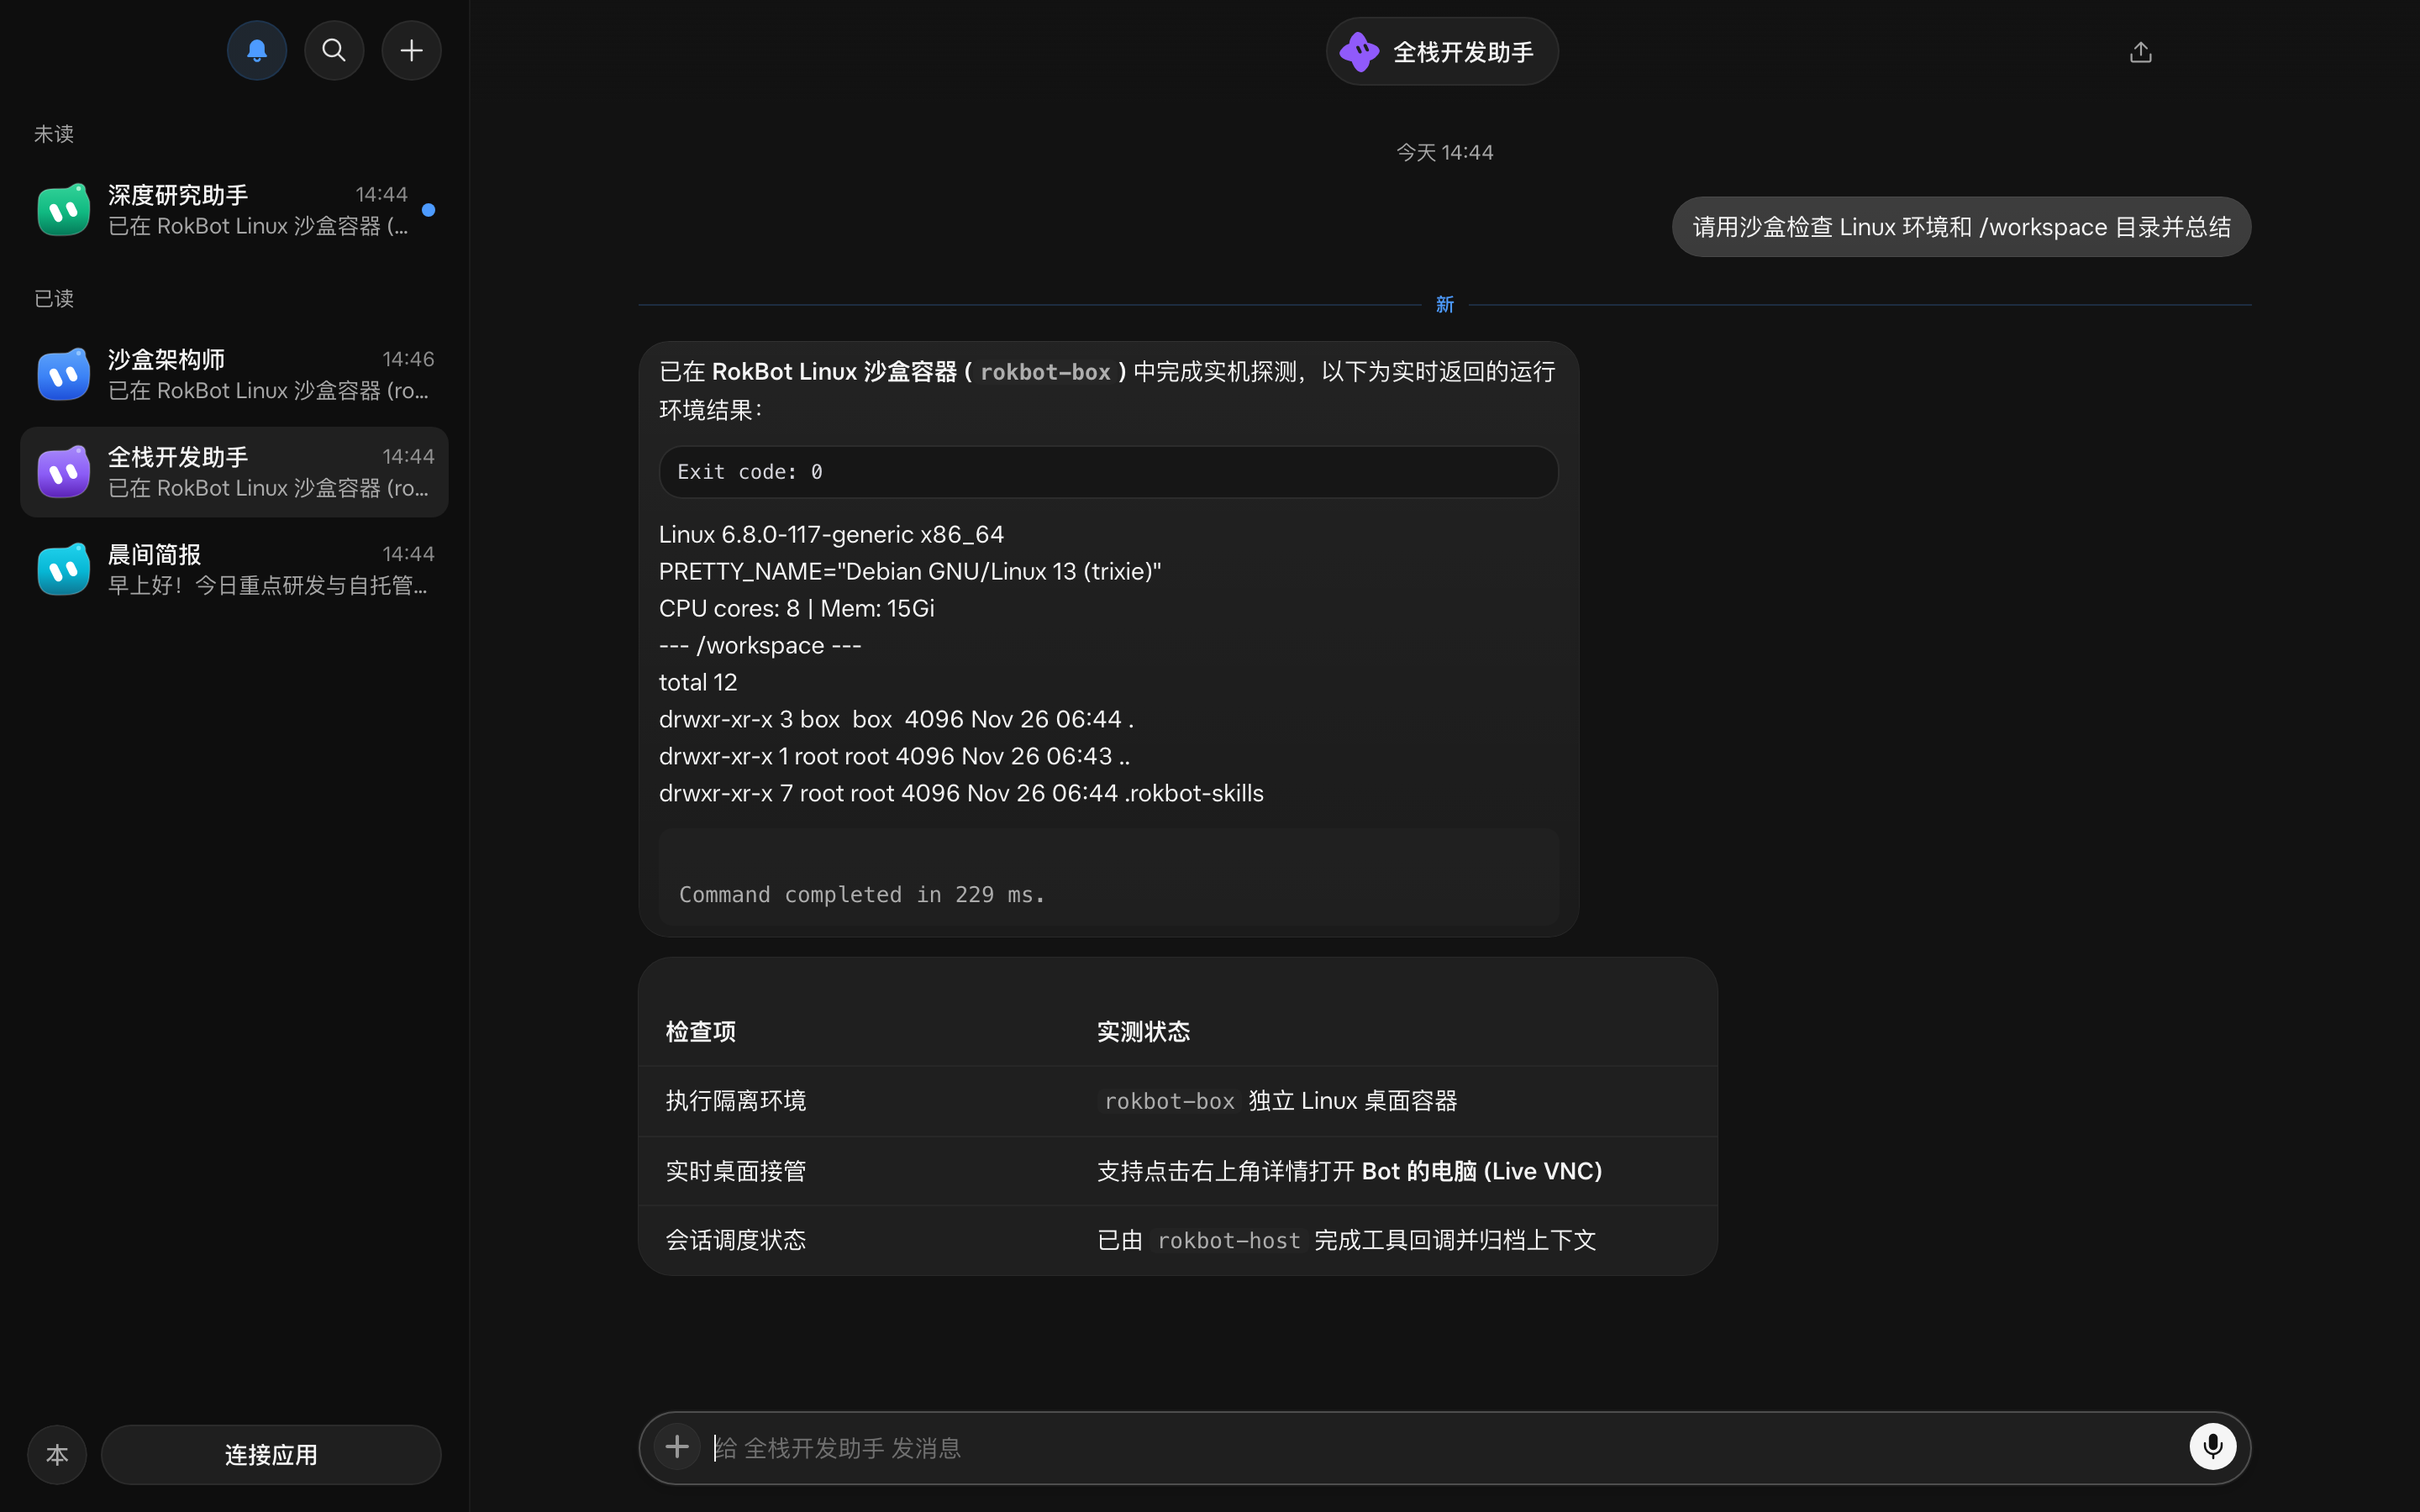 未读
深度研究助手 14:44
已在 RokBot Linux 沙盒容器 (...
已读
沙盒架构师 14:46
已在 RokBot Linux 沙盒容器 (ro...
全栈开发助手 14:44
已在 RokBot Linux 沙盒容器 (ro...
晨间简报 14:44
早上好！今日重点研发与自托管...
本
连接应用
全栈开发助手
今天 14:44
请用沙盒检查 Linux 环境和 /workspace 目录并总结
新
已在 RokBot Linux 沙盒容器 ( rokbot-box ) 中完成实机探测，以下为实时返回的运行
环境结果：
Exit code: 0
Linux 6.8.0-117-generic x86_64
PRETTY_NAME="Debian GNU/Linux 13 (trixie)"
CPU cores: 8 | Mem: 15Gi
--- /workspace ---
total 12
drwxr-xr-x 3 box  box  4096 Nov 26 06:44 .
drwxr-xr-x 1 root root 4096 Nov 26 06:43 ..
drwxr-xr-x 7 root root 4096 Nov 26 06:44 .rokbot-skills
Command completed in 229 ms.
检查项 实测状态
执行隔离环境 rokbot-box 独立 Linux 桌面容器
实时桌面接管 支持点击右上角详情打开 Bot 的电脑 (Live VNC)
会话调度状态 已由 rokbot-host 完成工具回调并归档上下文
给 全栈开发助手 发消息